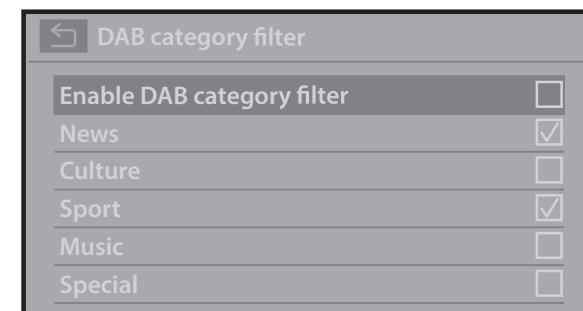 DAB category filter
Enable DAB category filter
News
Culture
Sport
Music
Special